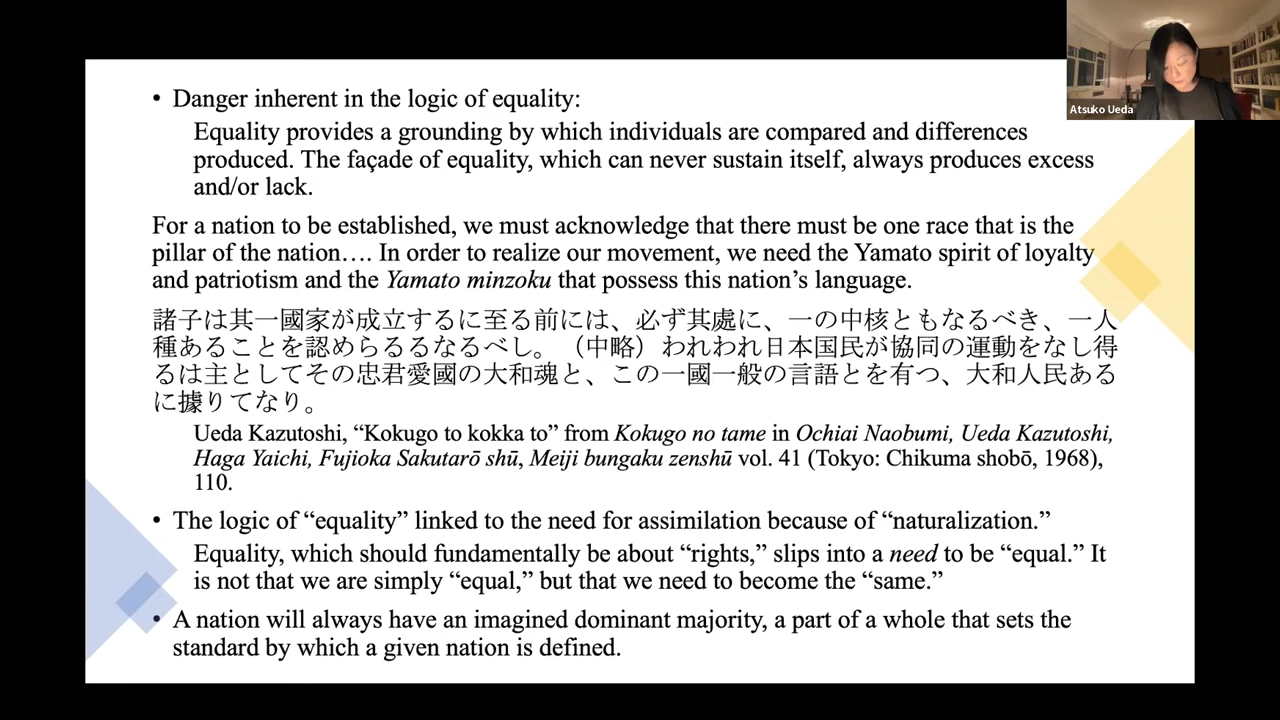 • Danger inherent in the logic of equality:
Equality provides a grounding by which individuals are compared and differences
produced. The façade of equality, which can never sustain itself, always produces excess
and/or lack.
For a nation to be established, we must acknowledge that there must be one race that is the
pillar of the nation…. In order to realize our movement, we need the Yamato spirit of loyalty
and patriotism and the Yamato minzoku that possess this nation's language.
諸子は其一國家が成立するに至る前には、必ず其處に、一の中核ともなるべき、一人
種あることを認めらるるなるべし。（中略）われわれ日本国民が協同の運動をなし得
るは主としてその忠君愛國の大和魂と、この一國一般の言語とを有つ、大和人民ある
に據りてなり。
Ueda Kazutoshi, “Kokugo to kokka to” from Kokugo no tame in Ochiai Naobumi, Ueda Kazutoshi,
Haga Yaichi, Fujioka Sakutarō shū, Meiji bungaku zenshū vol. 41 (Tokyo: Chikuma shobō, 1968),
110.
• The logic of “equality” linked to the need for assimilation because of “naturalization.”
Equality, which should fundamentally be about “rights,” slips into a need to be “equal.” It
is not that we are simply “equal,” but that we need to become the “same.”
• A nation will always have an imagined dominant majority, a part of a whole that sets the
standard by which a given nation is defined.
Atsuko Ueda